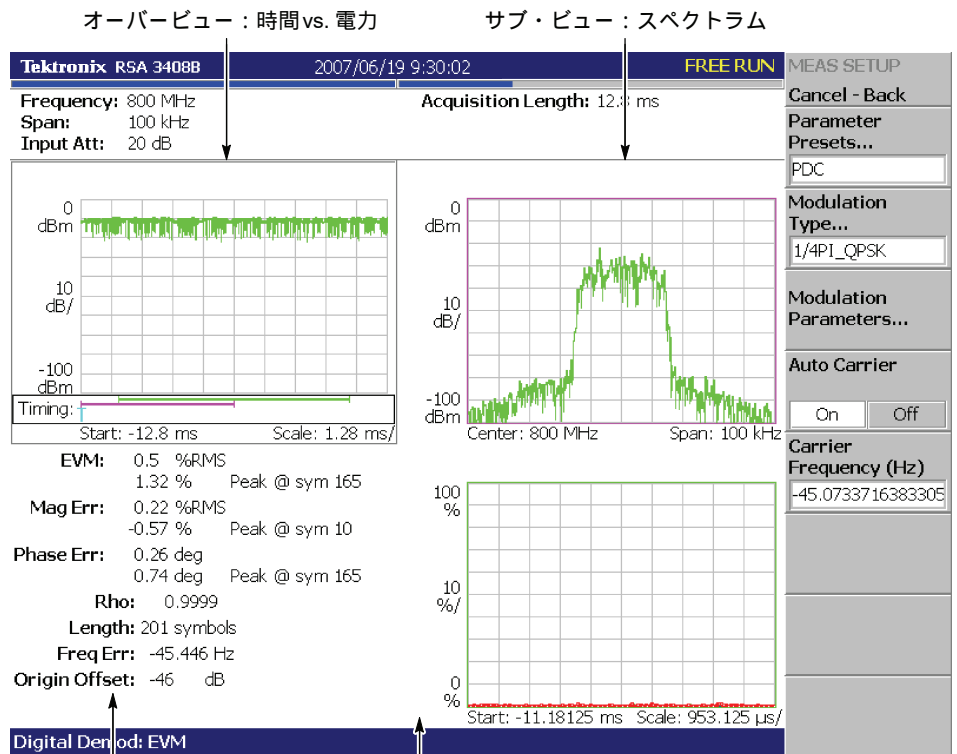 オーバービュー：時間 vs. 電力
サブ・ビュー：スペクトラム
Tektronix RSA 3408B 2007/06/19 9:30:02 FREE RUN
Frequency: 800 MHz
Span: 100 kHz
Input Att: 20 dB
Acquisition Length: 12.8 ms
0
dBm
10
dB/
-100
dBm
Timing:
Start: -12.8 ms Scale: 1.28 ms/
0
dBm
10
dB/
-100
dBm
Center: 800 MHz Span: 100 kHz
EVM: 0.5 %RMS
1.32 % Peak @ sym 165
Mag Err: 0.22 %RMS
-0.57 % Peak @ sym 10
Phase Err: 0.26 deg
0.74 deg Peak @ sym 165
Rho: 0.9999
Length: 201 symbols
Freq Err: -45.446 Hz
Origin Offset: -46 dB
100
%
10
%/
0
%
Start: -11.18125 ms Scale: 953.125 µs/
Digital Demod: EVM
MEAS SETUP
Cancel - Back
Parameter
Presets...
PDC
Modulation
Type...
1/4PI_QPSK
Modulation
Parameters...
Auto Carrier
On Off
Carrier
Frequency (Hz)
-45.0733716383305